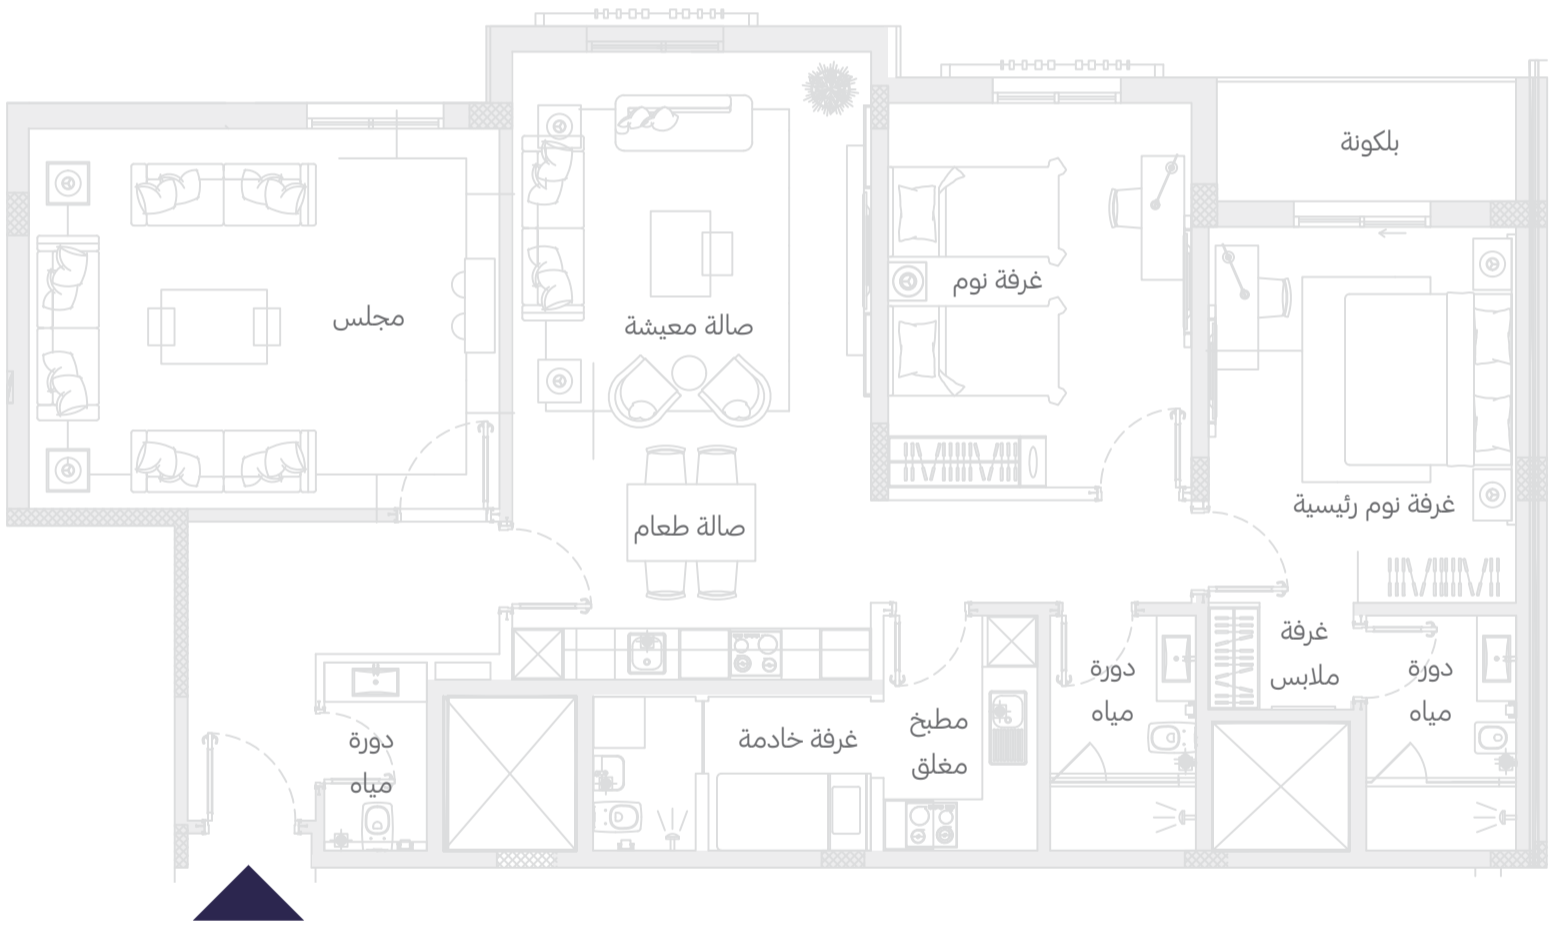 بلكونة
غرفة نوم
مجلس
صالة معيشة
غرفة نوم رئيسية
صالة طعام
غرفة
ملابس
دورة
مياه
دورة
مياه
مطبخ
مغلق
غرفة خادمة
دورة
مياه